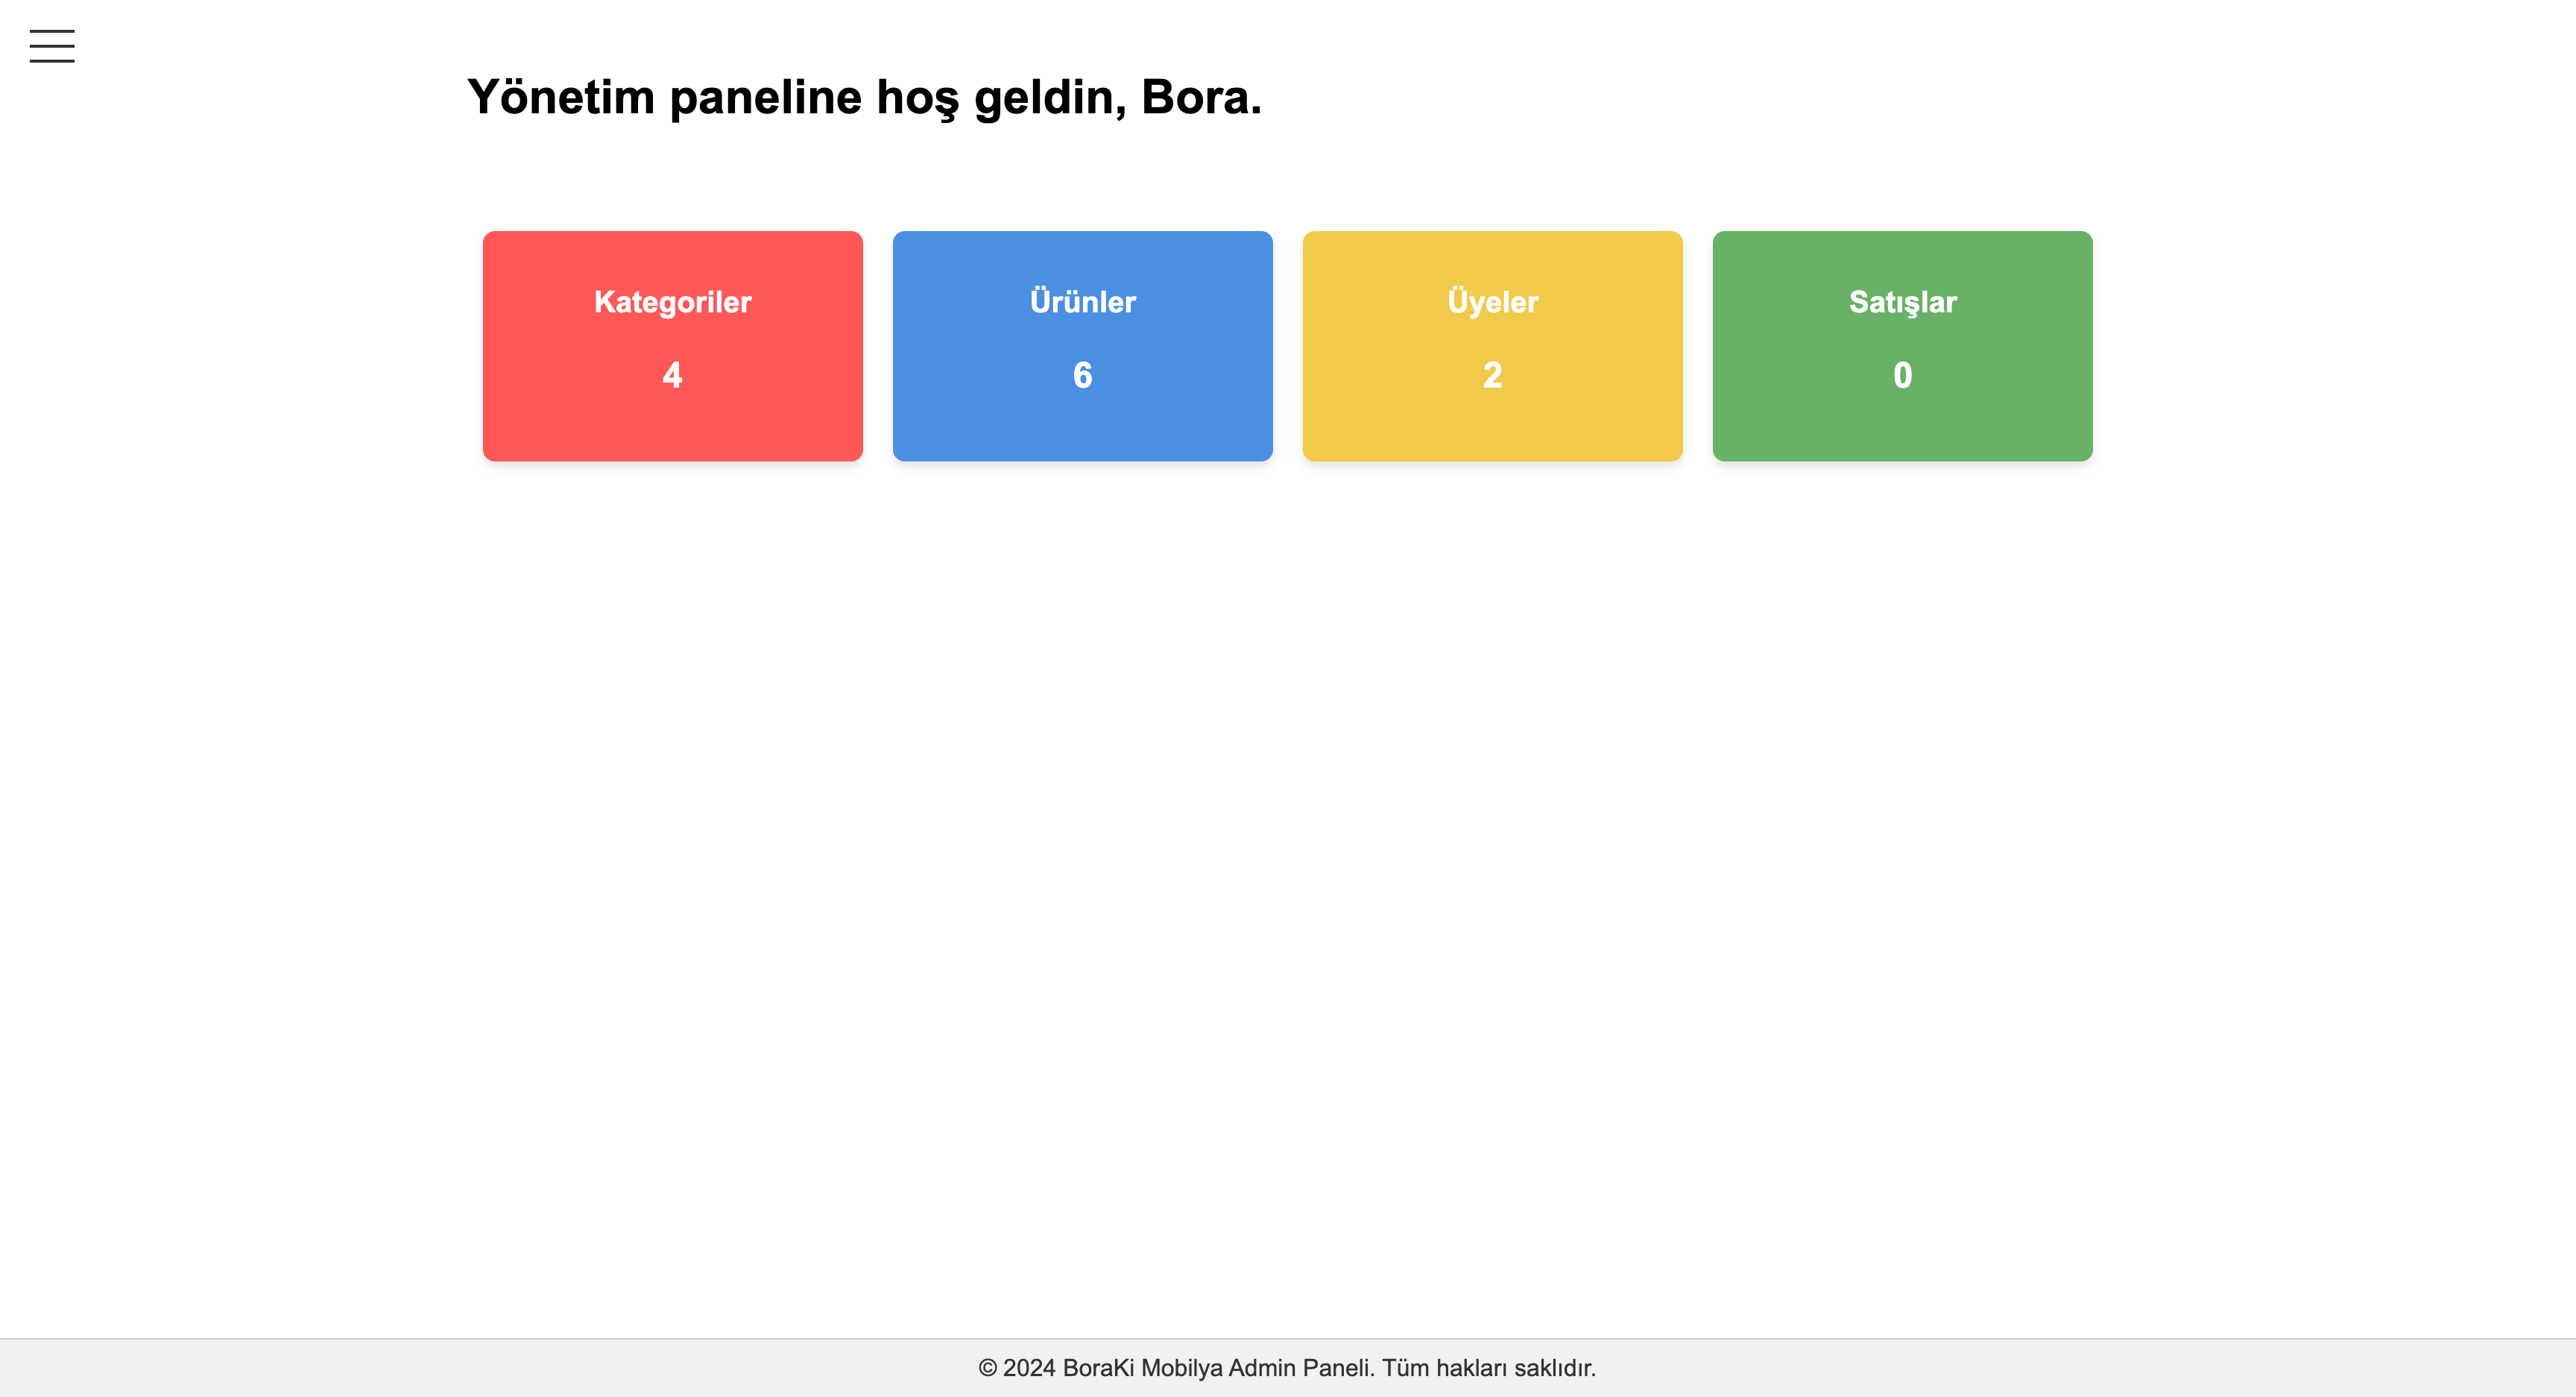 Yönetim paneline hoş geldin, Bora.
Kategoriler
4
Ürünler
6
Üyeler
2
Satışlar
0
© 2024 BoraKi Mobilya Admin Paneli. Tüm hakları saklıdır.